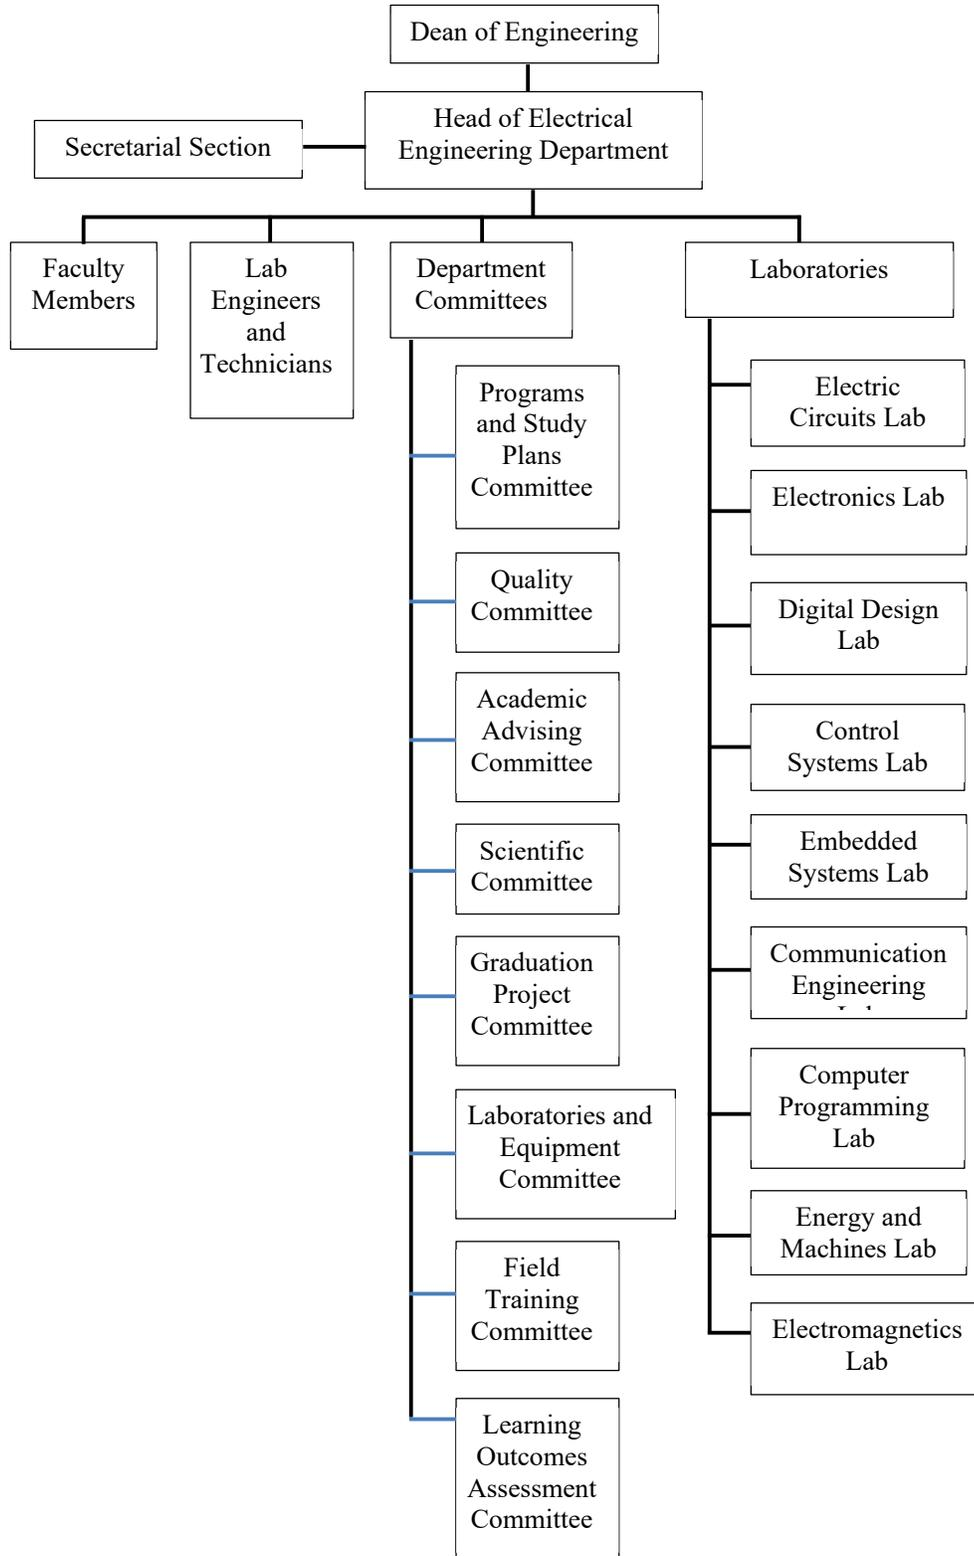 Dean of Engineering
Head of Electrical
Engineering Department
Secretarial Section
Faculty
Members
Lab
Engineers
and
Technicians
Department
Committees
Laboratories
Programs
and Study
Plans
Committee
Quality
Committee
Academic
Advising
Committee
Scientific
Committee
Graduation
Project
Committee
Laboratories and
Equipment
Committee
Field
Training
Committee
Learning
Outcomes
Assessment
Committee
Electric
Circuits Lab
Electronics Lab
Digital Design
Lab
Control
Systems Lab
Embedded
Systems Lab
Communication
Engineering
Computer
Programming
Lab
Energy and
Machines Lab
Electromagnetics
Lab